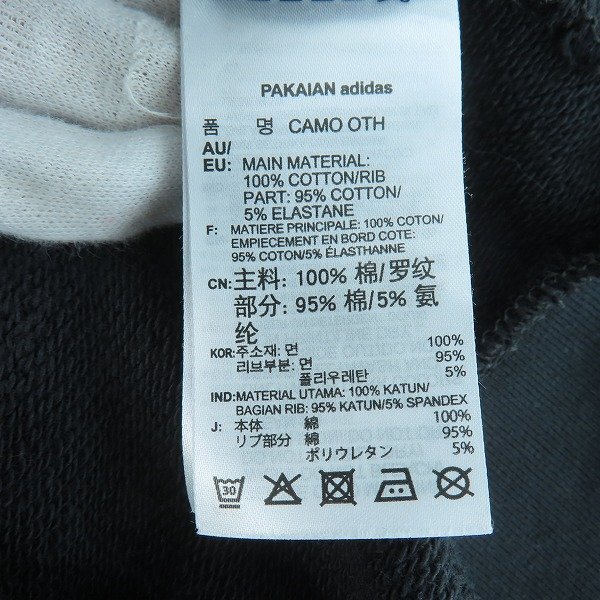 PAKAIAN adidas
품 명 CAMO OTH
AU/
EU: MAIN MATERIAL:
100% COTTON/RIB
PART: 95% COTTON/
5% ELASTANE
F: MATIERE PRINCIPALE: 100% COTON/
EMPIECEMENT EN BORD COTE:
95% COTON/5% ÉLASTHANNE
CN: 主料: 100% 棉/罗纹
部分: 95% 棉/5% 氨
纶
KOR: 주소재: 면 100%
리브부분: 면 95%
폴리우레탄 5%
IND: MATERIAL UTAMA: 100% KATUN/
BAGIAN RIB: 95% KATUN/5% SPANDEX
J: 本体 綿 100%
リブ部分 綿 95%
ポリウレタン 5%
30